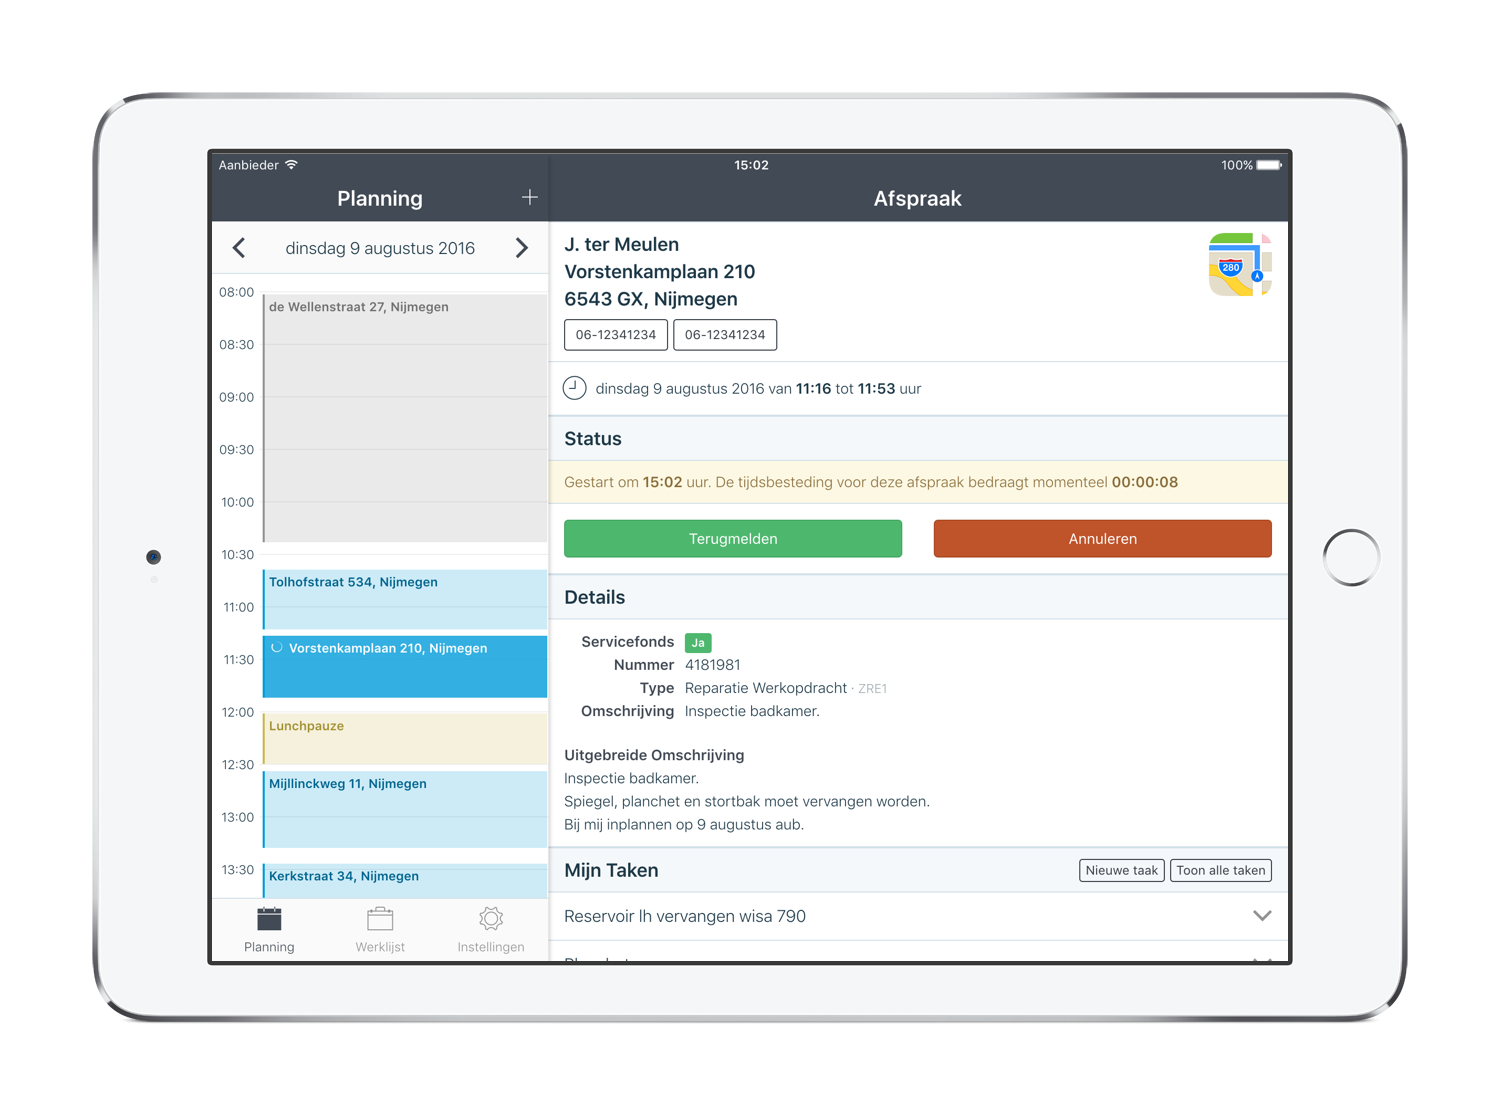 Aanbieder
15:02
100%
Planning
+
Afspraak
dinsdag 9 augustus 2016
08:00
de Wellenstraat 27, Nijmegen
08:30
09:00
09:30
10:00
10:30
Tolhofstraat 534, Nijmegen
11:00
Vorstenkamplaan 210, Nijmegen
11:30
12:00
Lunchpauze
12:30
Mijllinckweg 11, Nijmegen
13:00
13:30
Kerkstraat 34, Nijmegen
Planning
Werklijst
Instellingen
J. ter Meulen
Vorstenkamplaan 210
6543 GX, Nijmegen
280
06-12341234
06-12341234
dinsdag 9 augustus 2016 van 11:16 tot 11:53 uur
Status
Gestart om 15:02 uur. De tijdsbesteding voor deze afspraak bedraagt momenteel 00:00:08
Terugmelden
Annuleren
Details
Servicefonds Ja
Nummer 4181981
Type Reparatie Werkopdracht · ZRE1
Omschrijving Inspectie badkamer.
Uitgebreide Omschrijving
Inspectie badkamer.
Spiegel, planchet en stortbak moet vervangen worden.
Bij mij inplannen op 9 augustus aub.
Mijn Taken
Nieuwe taak
Toon alle taken
Reservoir lh vervangen wisa 790